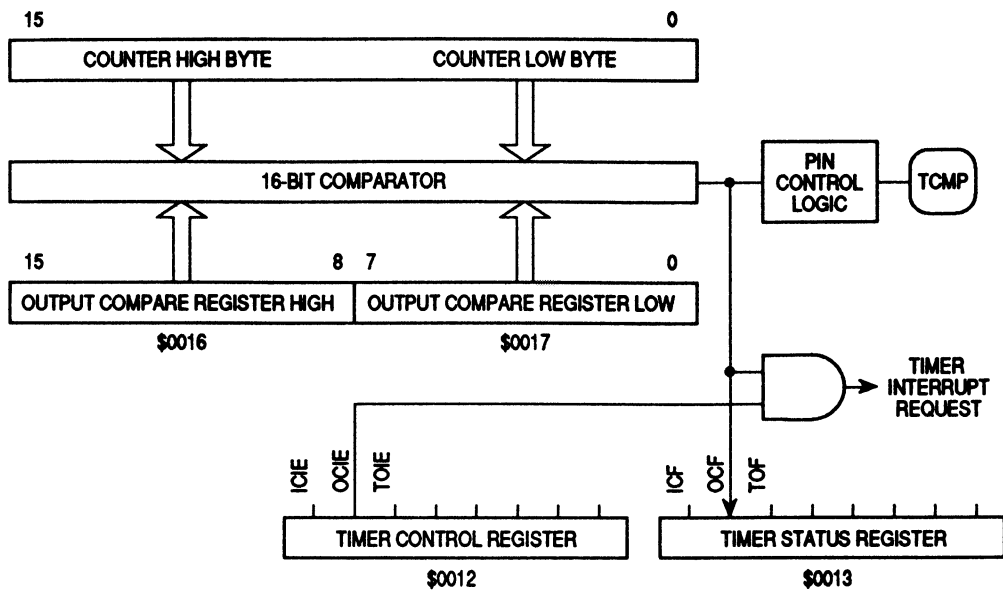 15 0
COUNTER HIGH BYTE COUNTER LOW BYTE
16-BIT COMPARATOR
PIN
CONTROL
LOGIC
TCMP
15 8 7 0
OUTPUT COMPARE REGISTER HIGH OUTPUT COMPARE REGISTER LOW
$0016 $0017
TIMER
INTERRUPT
REQUEST
ICIE OCIE TOIE
ICF OCF TOF
TIMER CONTROL REGISTER TIMER STATUS REGISTER
$0012 $0013